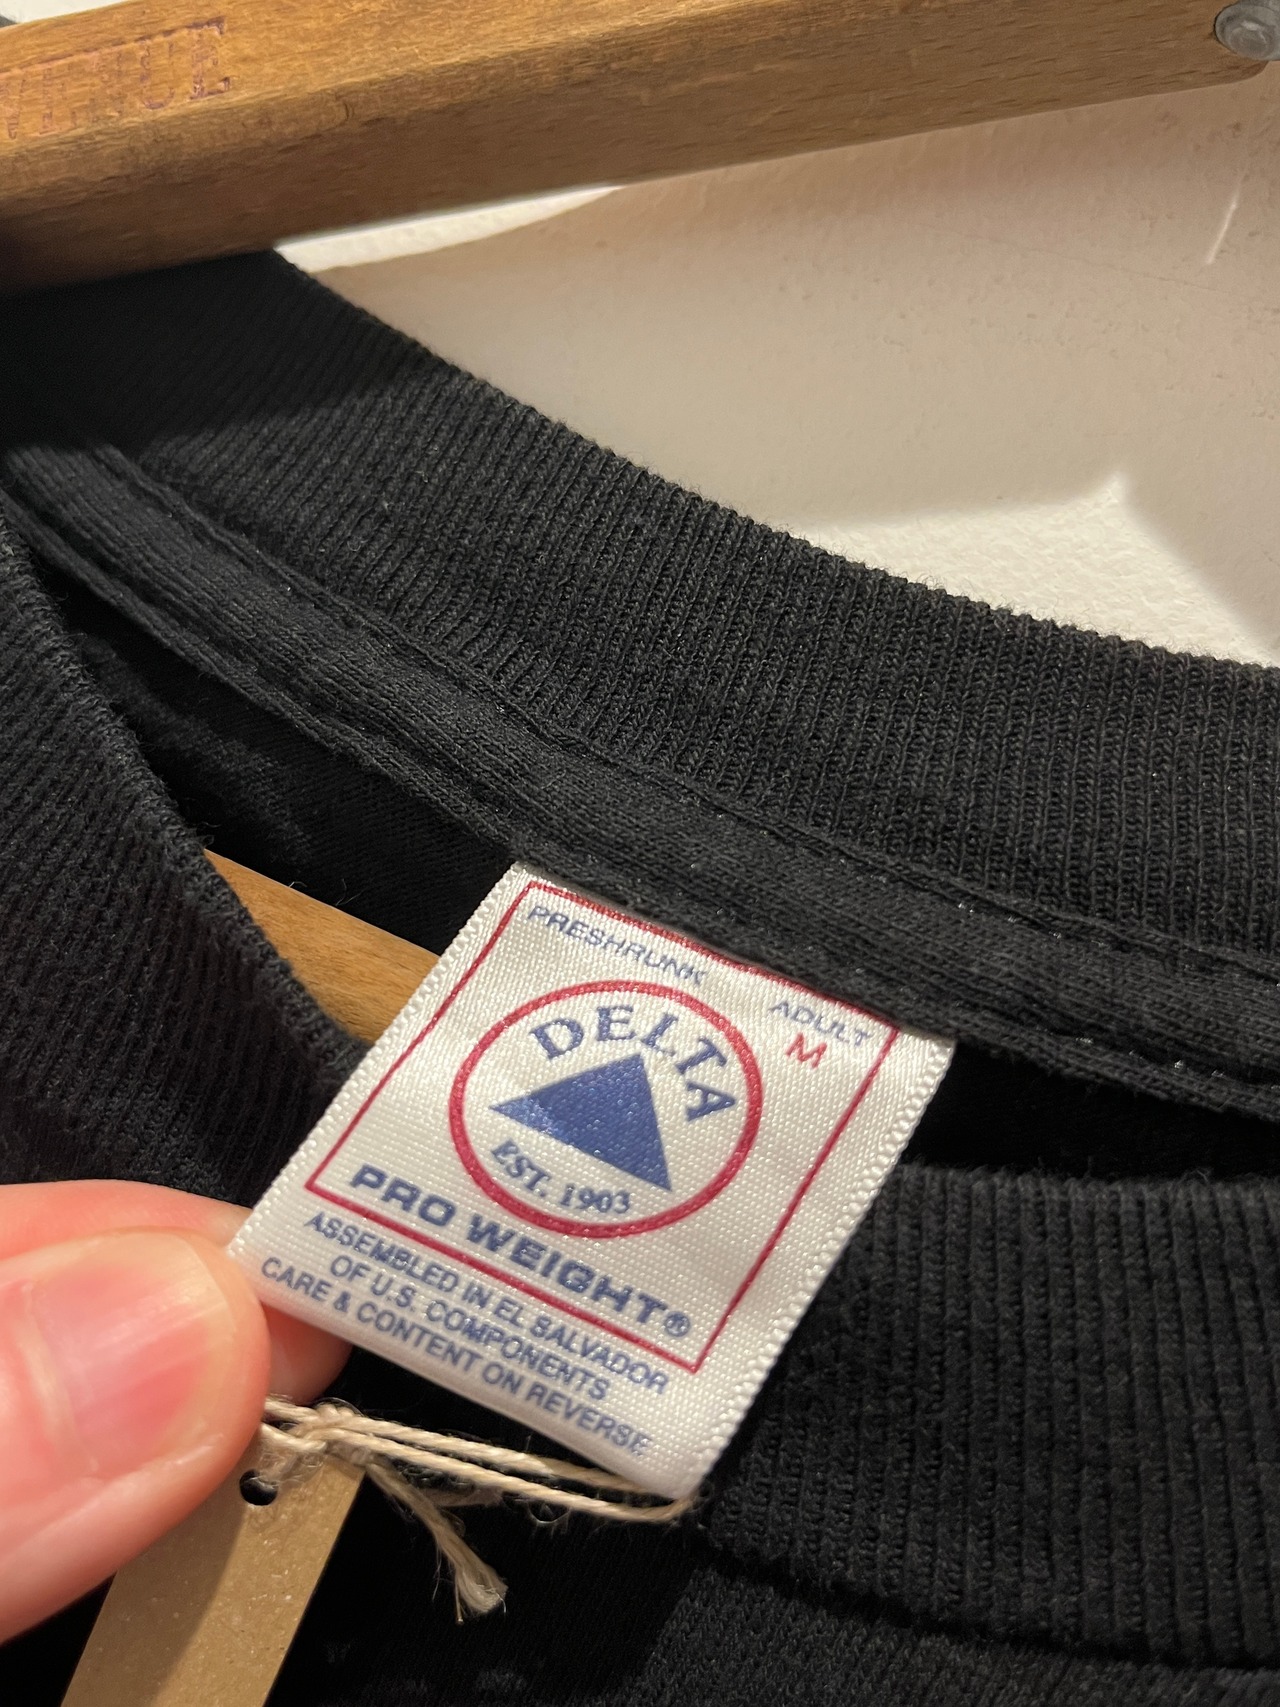 PRESHRUNK
ADULT
M
DELTA
EST. 1903
PRO WEIGHT®
ASSEMBLED IN EL SALVADOR
OF U.S. COMPONENTS
CARE & CONTENT ON REVERSE